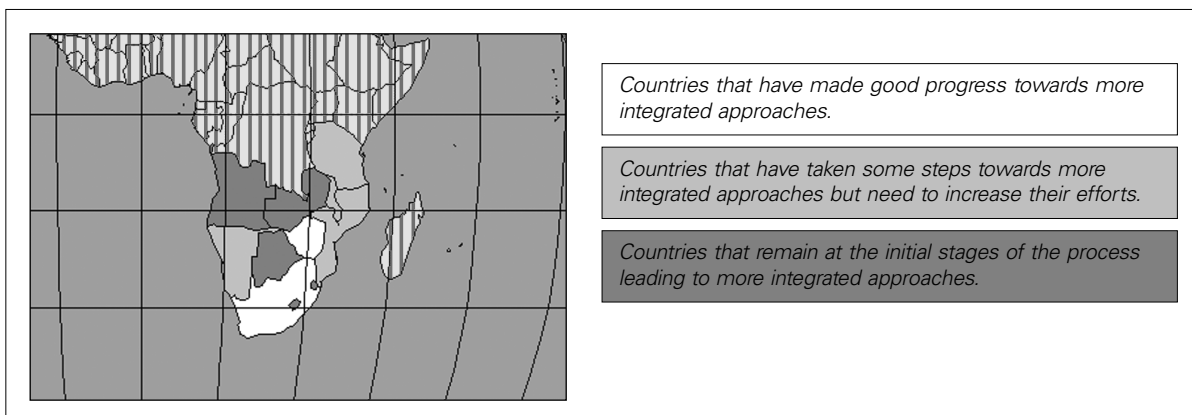 Countries that have made good progress towards more
integrated approaches.
Countries that have taken some steps towards more
integrated approaches but need to increase their efforts.
Countries that remain at the initial stages of the process
leading to more integrated approaches.